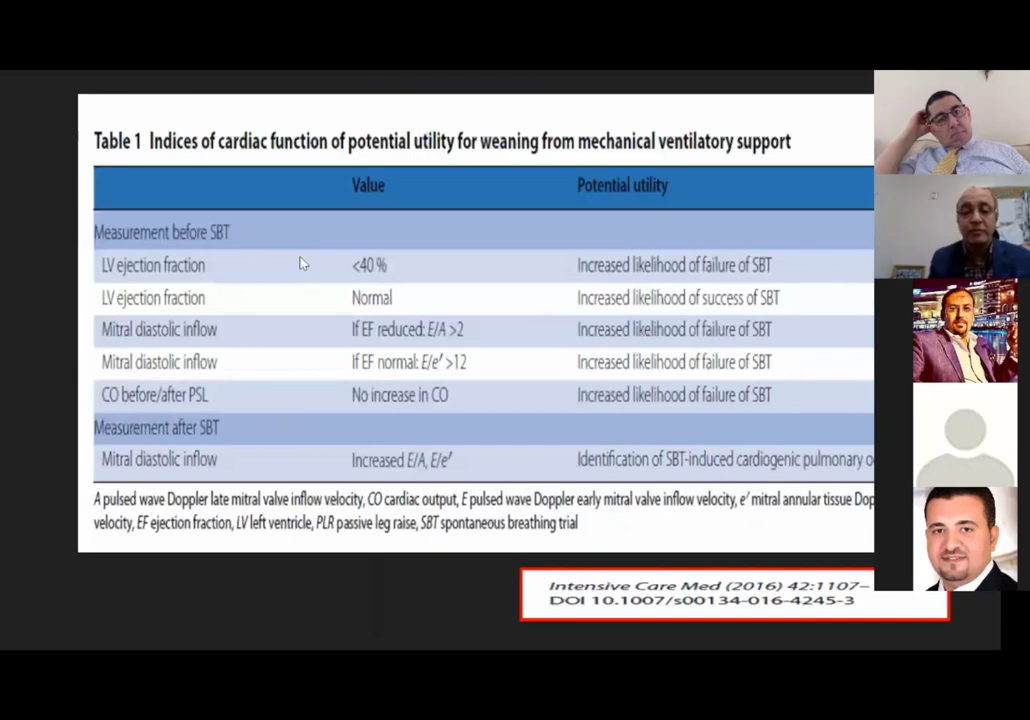 Table 1 Indices of cardiac function of potential utility for weaning from mechanical ventilatory support
Value Potential utility
Measurement before SBT
LV ejection fraction <40 % Increased likelihood of failure of SBT
LV ejection fraction Normal Increased likelihood of success of SBT
Mitral diastolic inflow If EF reduced: E/A >2 Increased likelihood of failure of SBT
Mitral diastolic inflow If EF normal: E/e′ >12 Increased likelihood of failure of SBT
CO before/after PSL No increase in CO Increased likelihood of failure of SBT
Measurement after SBT
Mitral diastolic inflow Increased E/A, E/e′ Identification of SBT-induced cardiogenic pulmonary
A pulsed wave Doppler late mitral valve inflow velocity, CO cardiac output, E pulsed wave Doppler early mitral valve inflow velocity, e′ mitral annular tissue
velocity, EF ejection fraction, LV left ventricle, PLR passive leg raise, SBT spontaneous breathing trial
Intensive Care Med (2016) 42:1107–
DOI 10.1007/s00134-016-4245-3